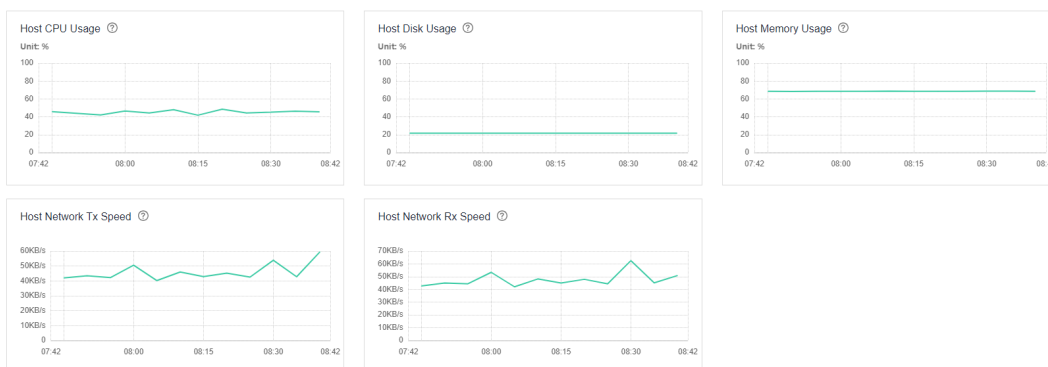 Host CPU Usage ?
Unit: %
100
80
60
40
20
0
07:42 08:00 08:15 08:30 08:42
Host Disk Usage ?
Unit: %
100
80
60
40
20
0
07:42 08:00 08:15 08:30 08:42
Host Memory Usage ?
Unit: %
100
80
60
40
20
0
07:42 08:00 08:15 08:30 08:
Host Network Tx Speed ?
60KB/s
50KB/s
40KB/s
30KB/s
20KB/s
10KB/s
0
07:42 08:00 08:15 08:30 08:42
Host Network Rx Speed ?
70KB/s
60KB/s
50KB/s
40KB/s
30KB/s
20KB/s
10KB/s
0
07:42 08:00 08:15 08:30 08:42